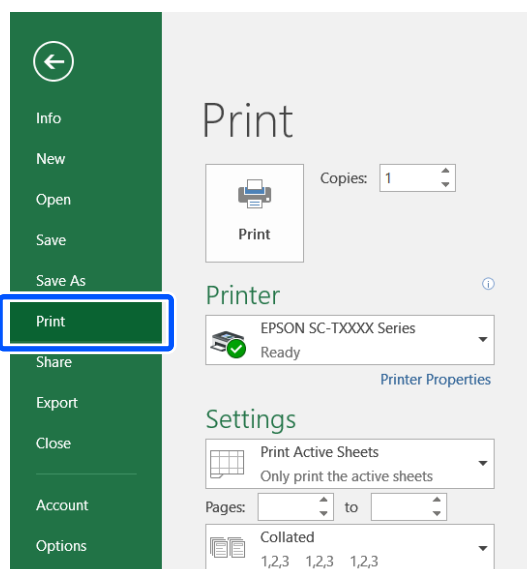 Info
New
Open
Save
Save As
Print
Share
Export
Close
Account
Options
Print
Copies: 1
Print
Printer
EPSON SC-TXXXX Series
Ready
Printer Properties
Settings
Print Active Sheets
Only print the active sheets
Pages: to
Collated
1,2,3 1,2,3 1,2,3